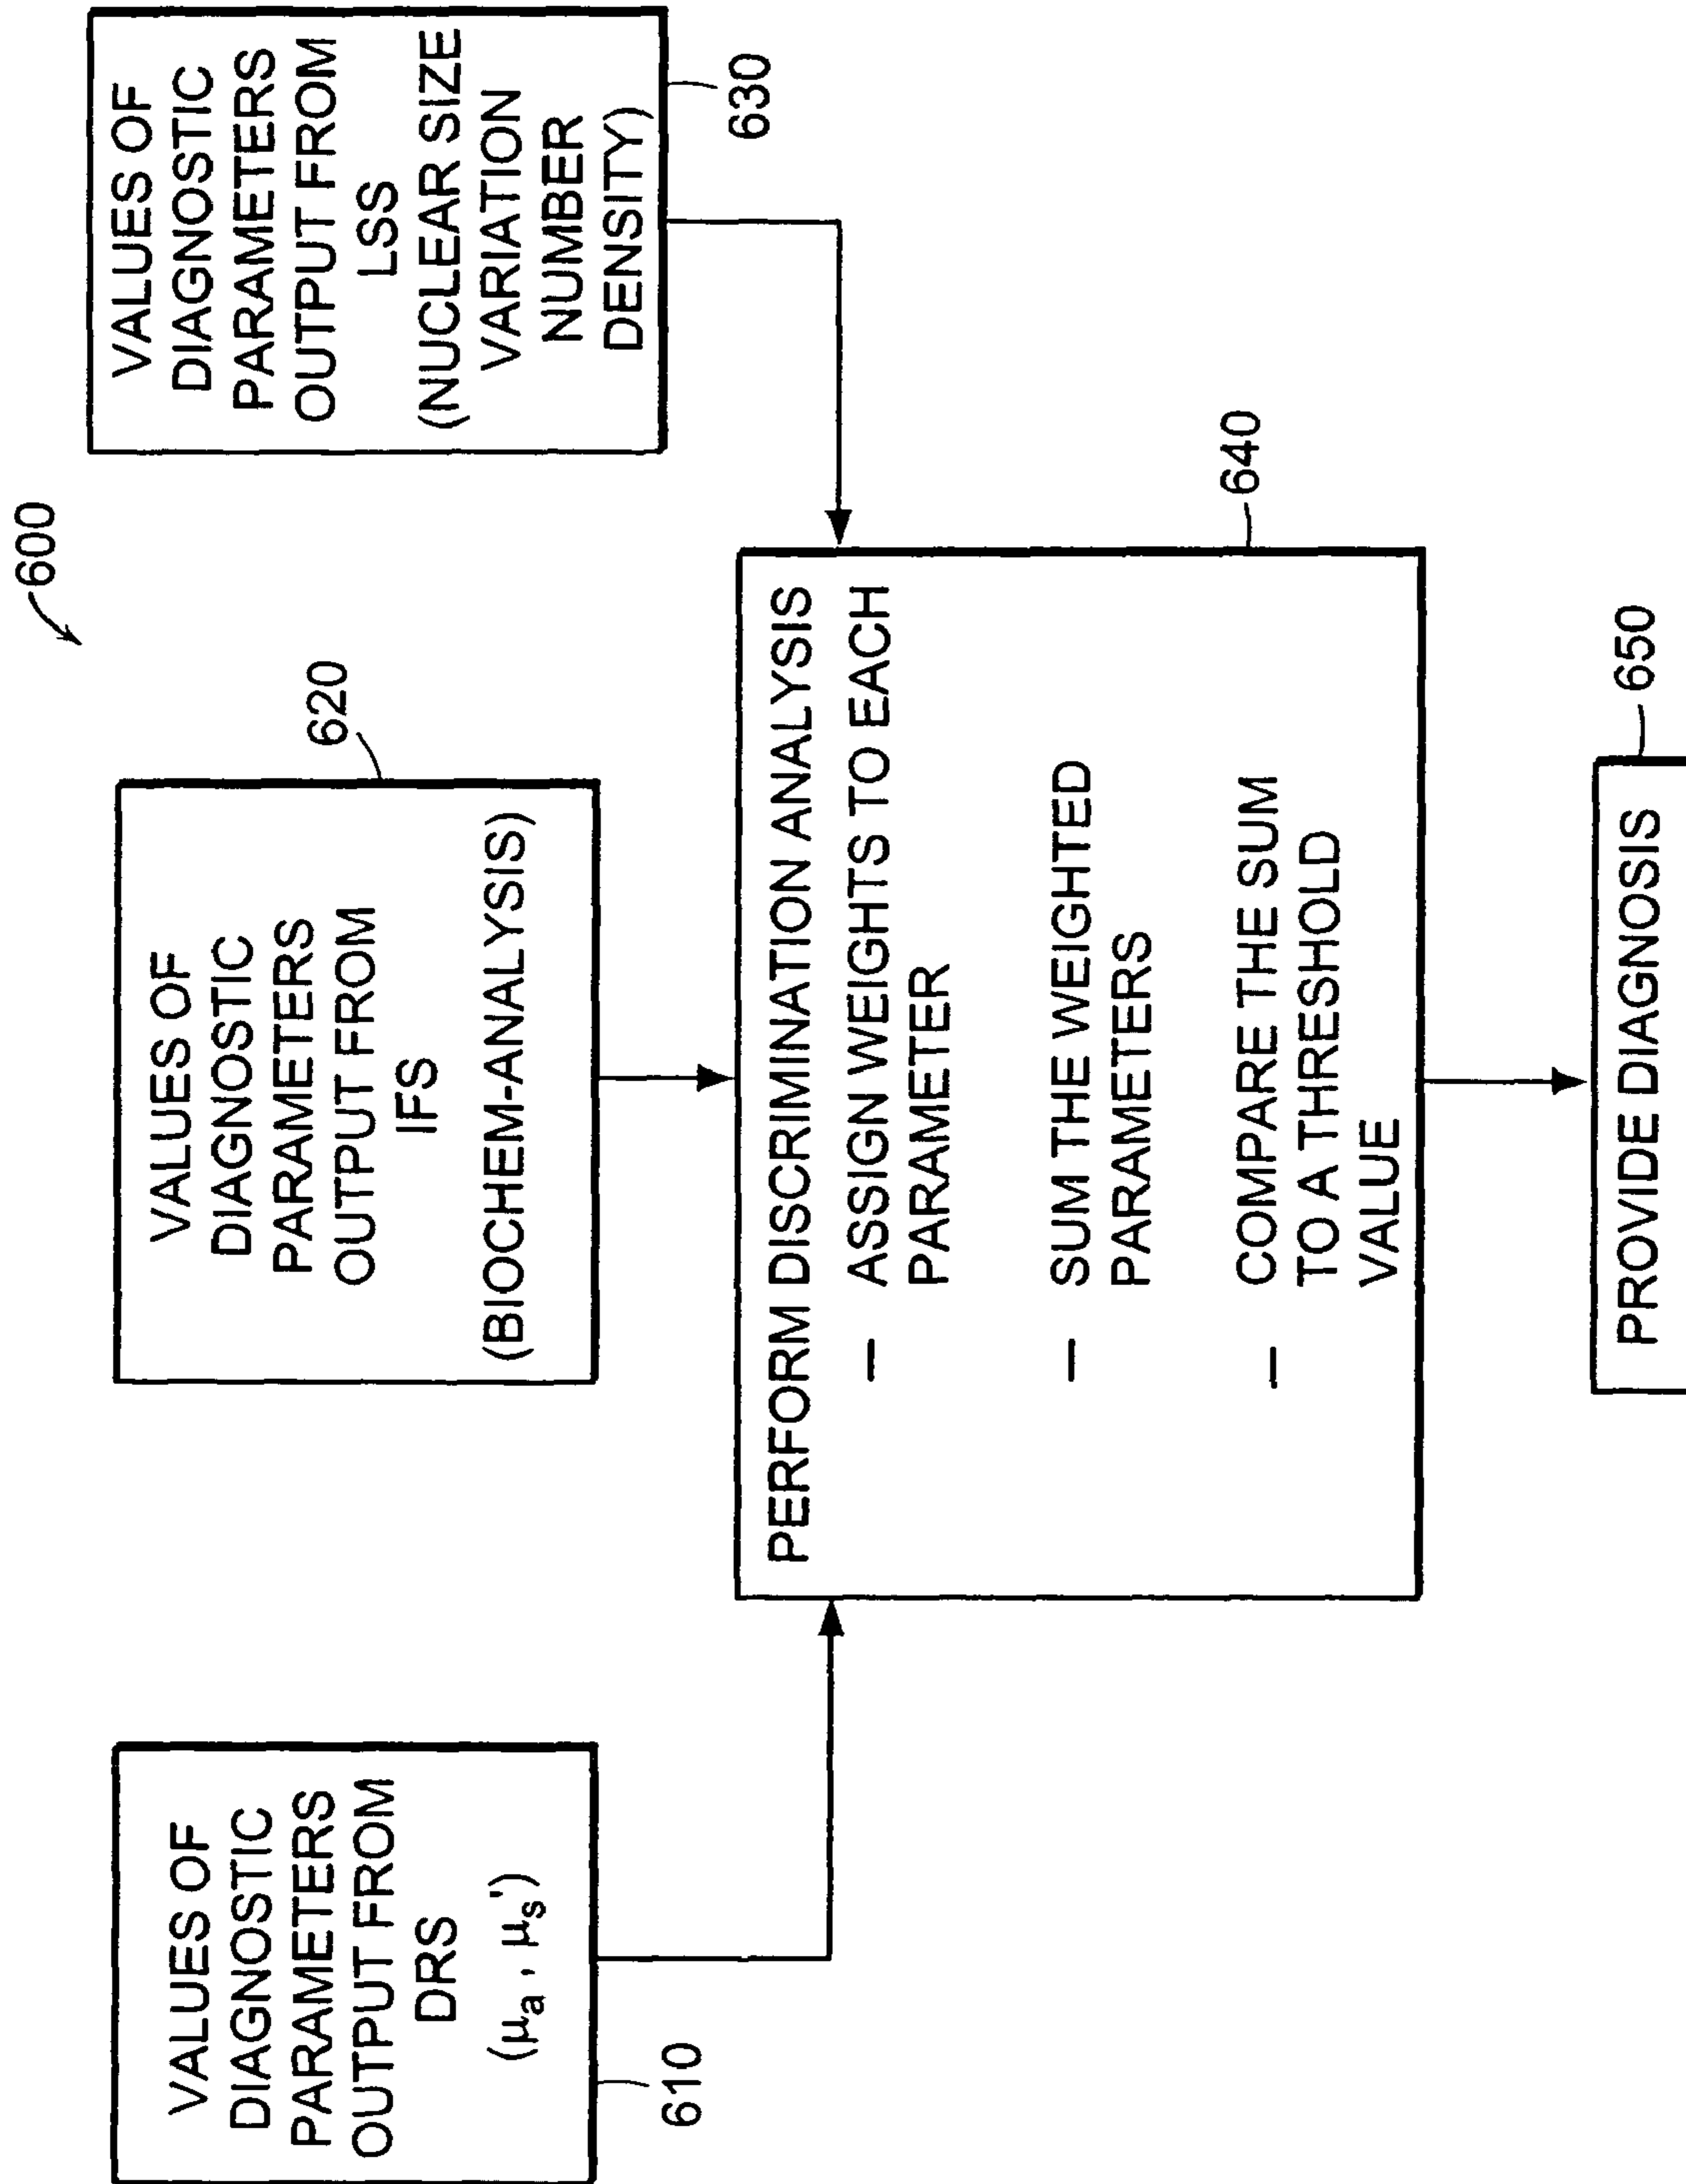 600
VALUES OF
DIAGNOSTIC
PARAMETERS
OUTPUT FROM
DRS
(μa, μs')
610
VALUES OF
DIAGNOSTIC
PARAMETERS
OUTPUT FROM
IFS
(BIOCHEM-ANALYSIS)
620
VALUES OF
DIAGNOSTIC
PARAMETERS
OUTPUT FROM
LSS
(NUCLEAR SIZE
VARIATION
NUMBER
DENSITY)
630
PERFORM DISCRIMINATION ANALYSIS
– ASSIGN WEIGHTS TO EACH
PARAMETER
– SUM THE WEIGHTED
PARAMETERS
– COMPARE THE SUM
TO A THRESHOLD
VALUE
640
PROVIDE DIAGNOSIS
650